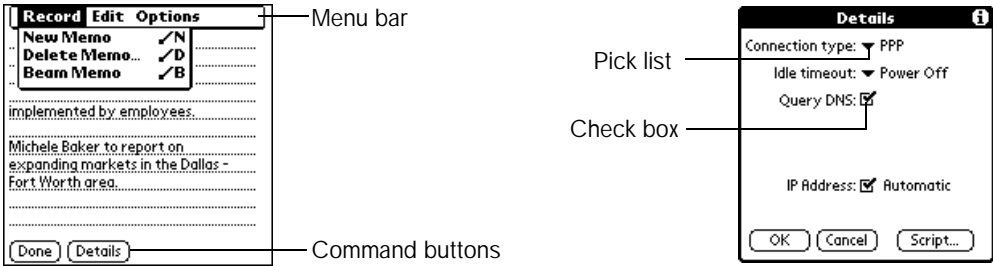 Record Edit Options
New Memo ⁄N
Delete Memo... ⁄D
Beam Memo ⁄B
implemented by employees.
Michele Baker to report on
expanding markets in the Dallas -
Fort Worth area.
Done Details
Menu bar
Command buttons
Pick list
Check box
Details i
Connection type: PPP
Idle timeout: Power Off
Query DNS:
IP Address: Automatic
OK Cancel Script...